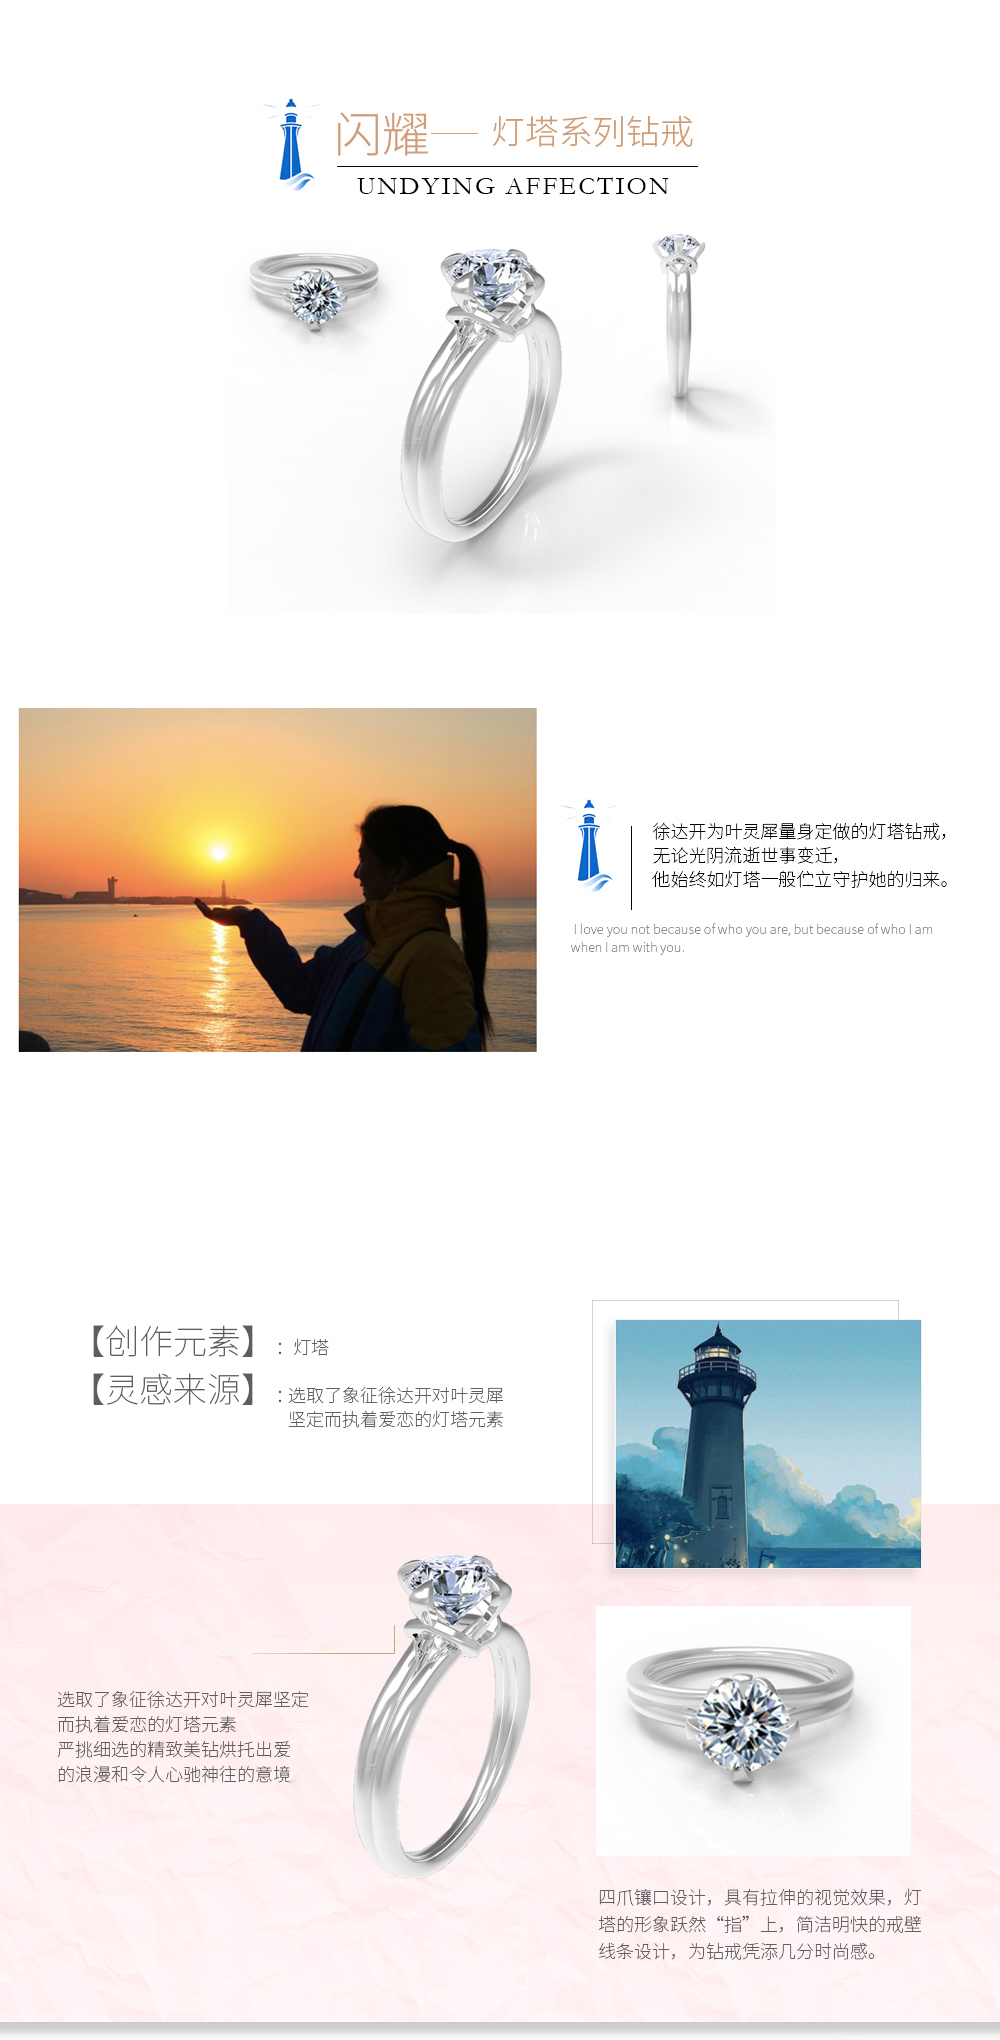 闪耀—— 灯塔系列钻戒
UNDYING AFFECTION
徐达开为叶灵犀量身定做的灯塔钻戒，
无论光阴流逝世事变迁，
他始终如灯塔一般伫立守护她的归来。
I love you not because of who you are, but because of who I am
when I am with you.
【创作元素】：灯塔
【灵感来源】：选取了象征徐达开对叶灵犀
坚定而执着爱恋的灯塔元素
选取了象征徐达开对叶灵犀坚定
而执着爱恋的灯塔元素
严挑细选的精致美钻烘托出爱
的浪漫和令人心驰神往的意境
四爪镶口设计，具有拉伸的视觉效果，灯
塔的形象跃然“指”上，简洁明快的戒壁
线条设计，为钻戒凭添几分时尚感。